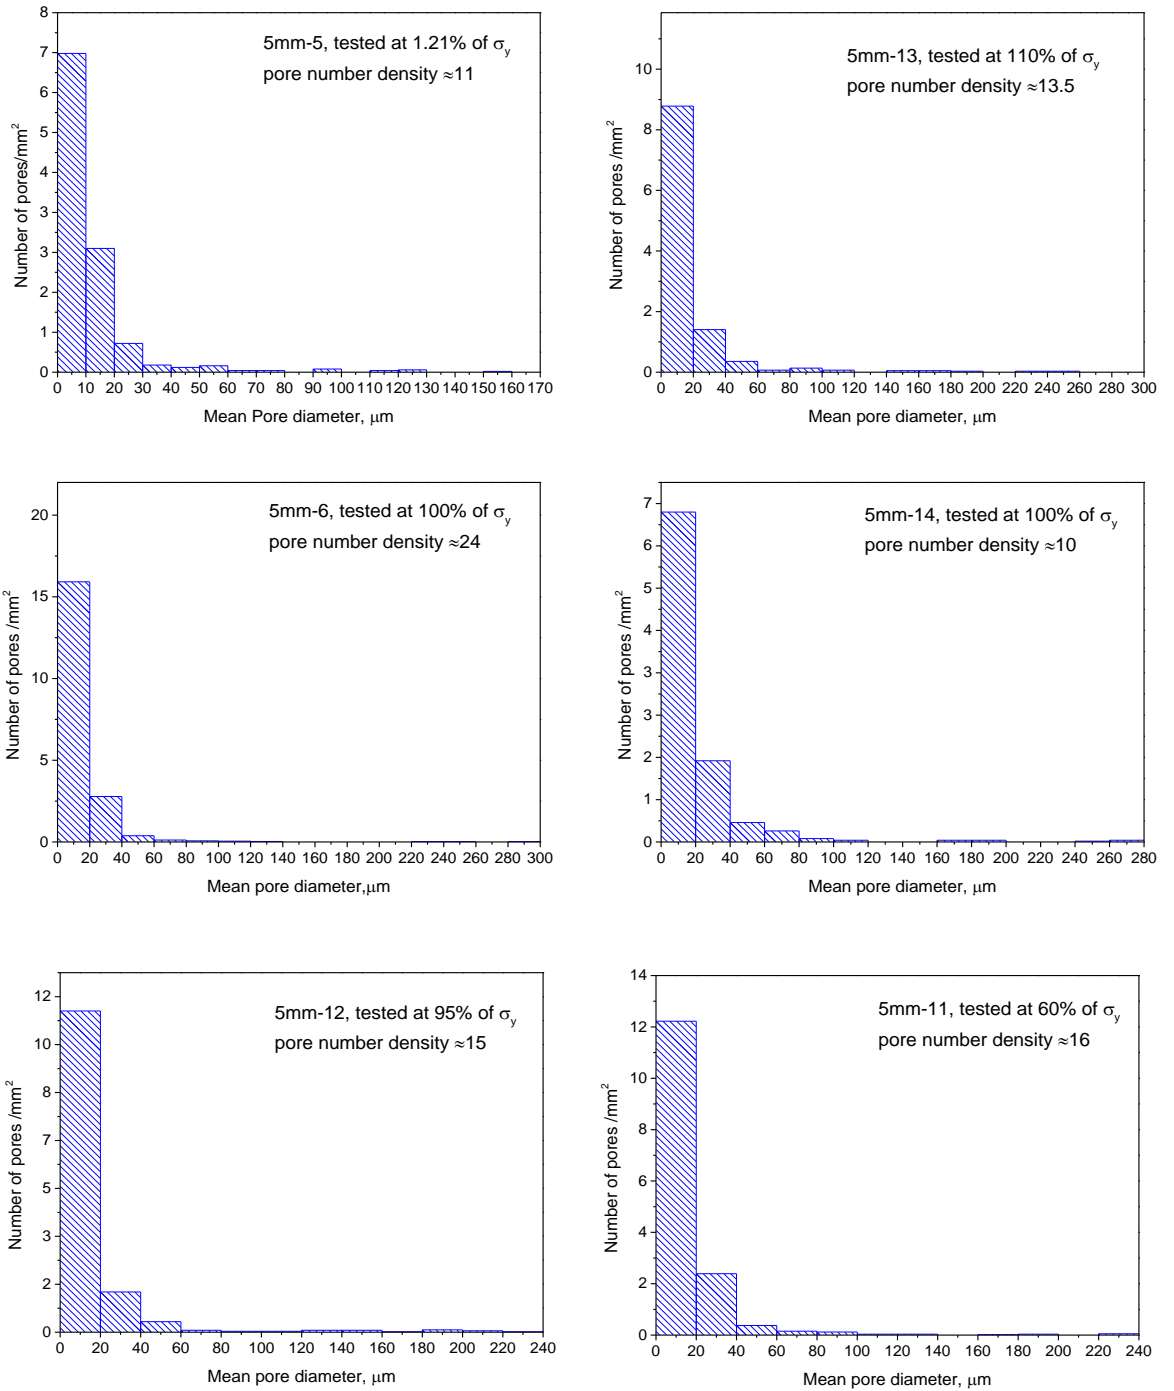 5mm-5, tested at 1.21% of σy
pore number density ≈11
Number of pores/mm²
8
7
6
5
4
3
3
2
1
0
0 10 20 30 40 50 60 70 80 90 100 110 120 130 140 150 160 170
Mean Pore diameter, μm
5mm-13, tested at 110% of σy
pore number density ≈13.5
Number of pores /mm²
10
8
6
4
2
0
0 20 40 60 80 100 120 140 160 180 200 220 240 260 280 300
Mean pore diameter, μm
5mm-6, tested at 100% of σy
pore number density ≈24
Number of pores /mm²
20
15
10
5
0
0 20 40 60 80 100 120 140 160 180 200 220 240 260 280 300
Mean pore diameter,μm
5mm-14, tested at 100% of σy
pore number density ≈10
Number of pores /mm²
7
6
5
4
3
3
2
1
0
0 20 40 60 80 100 120 140 160 180 200 220 240 260 280
Mean pore diameter, μm
5mm-12, tested at 95% of σy
pore number density ≈15
Number of pores /mm²
12
10
8
7
5
3
2
0
0 20 40 60 80 100 120 140 160 180 200 220 240
Mean pore diameter, μm
5mm-11, tested at 60% of σy
pore number density ≈16
Number of pores /mm²
14
12
10
8
6
4
2
0
0 20 40 60 80 100 120 140 160 180 200 220 240
Mean pore diameter, μm